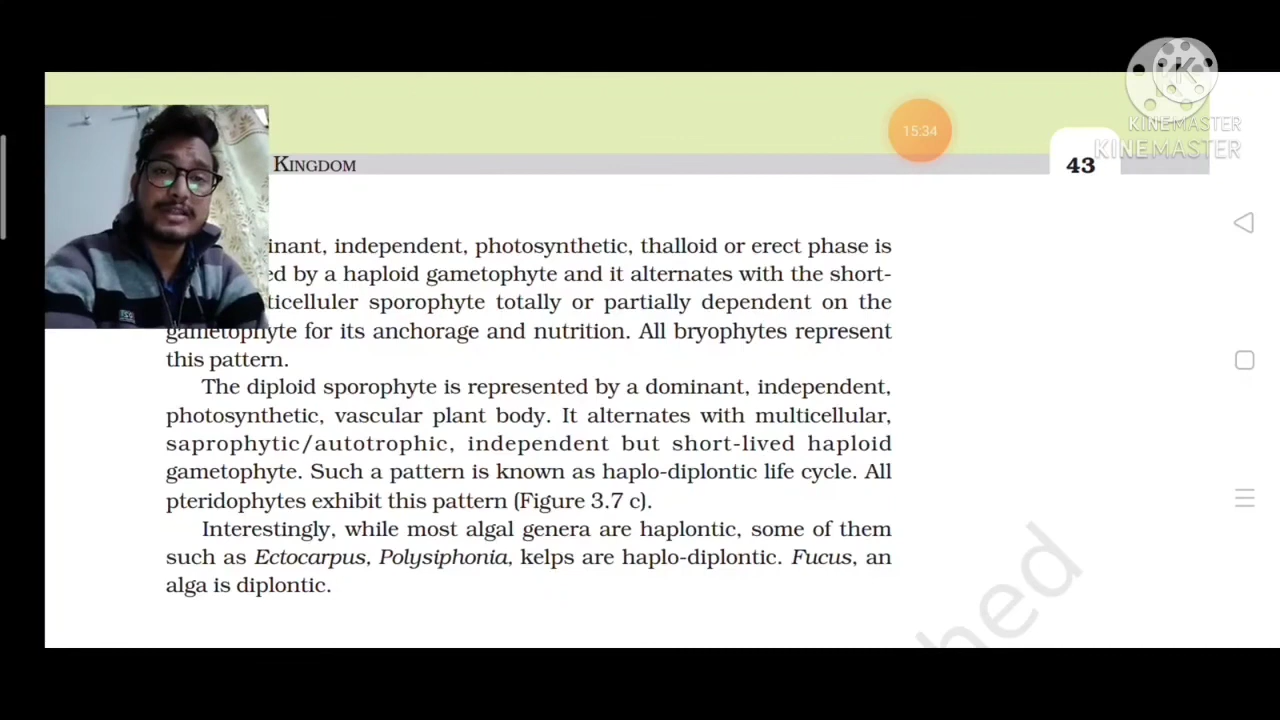 KINEMASTER
KINEMASTER
15:34
KINGDOM
43
independent, photosynthetic, thalloid or erect phase is
by a haploid gametophyte and it alternates with the short-
sporophyte totally or partially dependent on the
gametophyte for its anchorage and nutrition. All bryophytes represent
this pattern.
The diploid sporophyte is represented by a dominant, independent,
photosynthetic, vascular plant body. It alternates with multicellular,
saprophytic/autotrophic, independent but short-lived haploid
gametophyte. Such a pattern is known as haplo-diplontic life cycle. All
pteridophytes exhibit this pattern (Figure 3.7 c).
Interestingly, while most algal genera are haplontic, some of them
such as Ectocarpus, Polysiphonia, kelps are haplo-diplontic. Fucus, an
alga is diplontic.